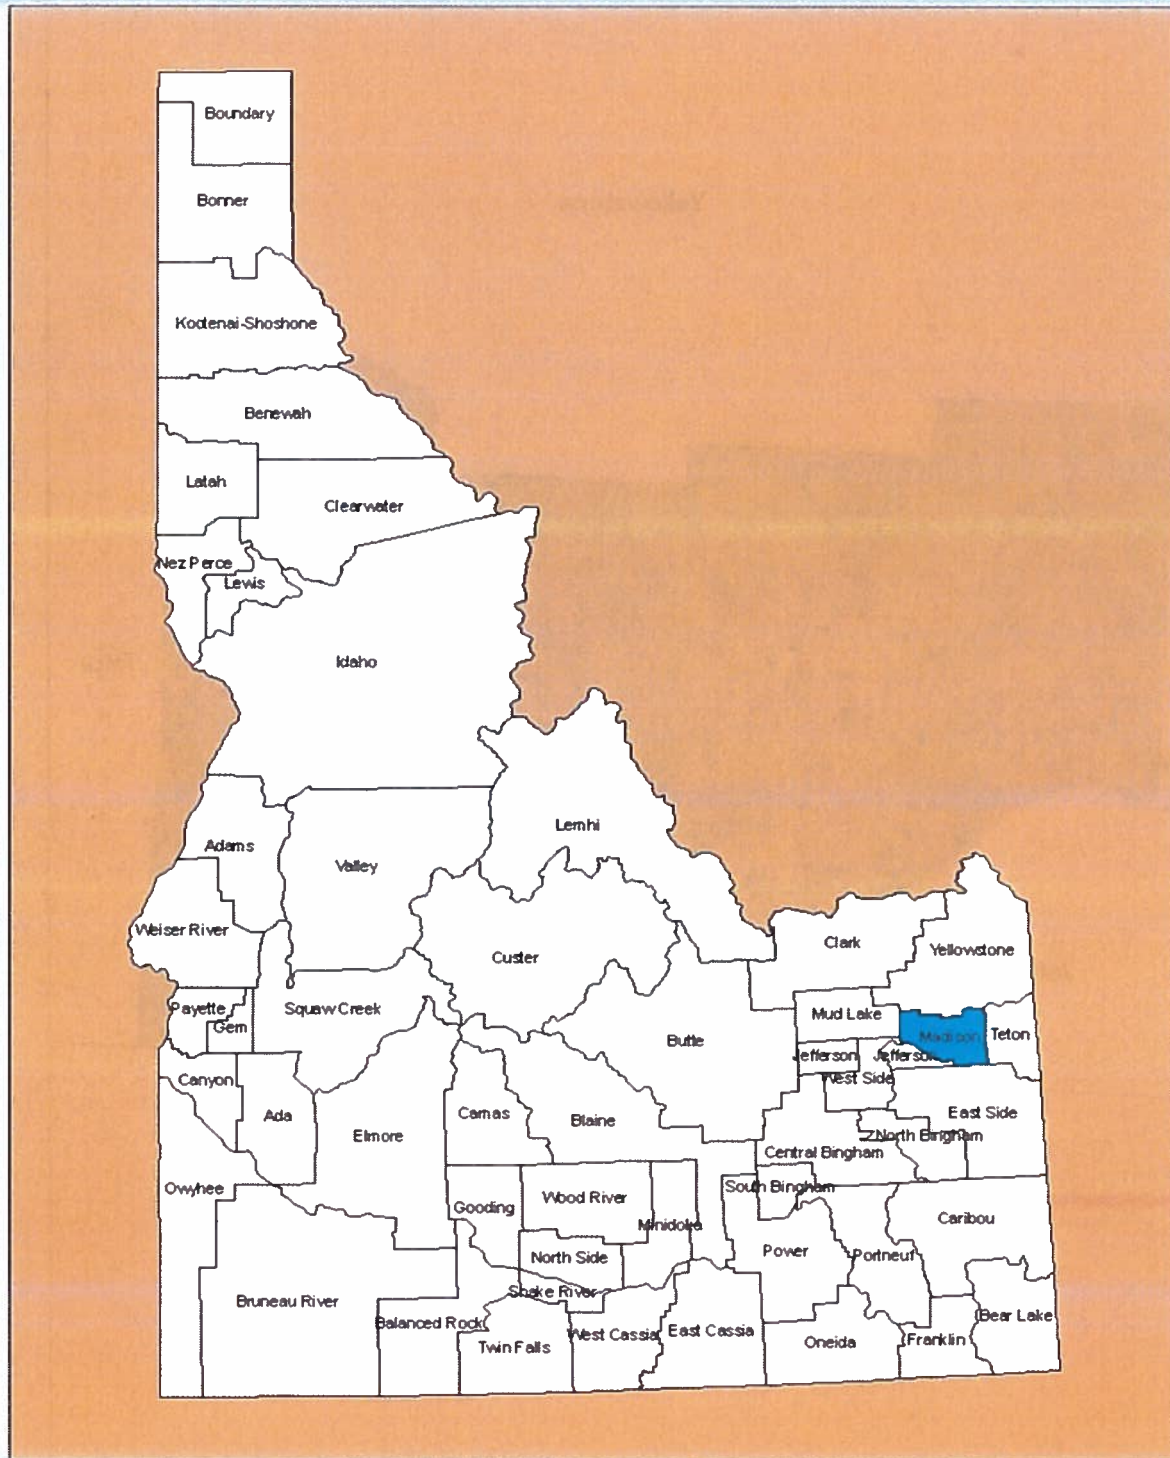 Boundary
Bonner
Kootenai-Shoshone
Benewah
Latah
Clearwater
Nez Perce
Lewis
Idaho
Lemhi
Adams
Valley
Weiser River
Custer
Clark
Yellowstone
Payette
Gem
Squaw Creek
Mud Lake
Butte
Madison
Teton
Jefferson
Jefferson
West Side
Canyon
Ada
Elmore
Camas
Blaine
East Side
North Bingham
Central Bingham
Owyhee
South Bingham
Wood River
Gooding
Minidoka
Caribou
Power
Portneuf
North Side
Snake River
Bruneau River
Balanced Rock
Twin Falls
West Cassia
East Cassia
Oneida
Franklin
Bear Lake